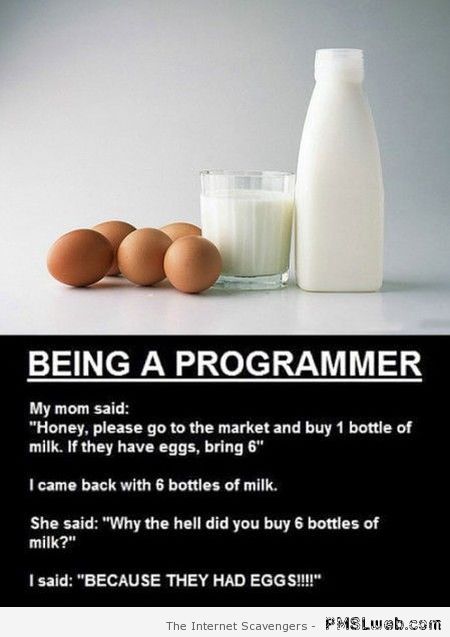 BEING A PROGRAMMER
My mom said:
"Honey, please go to the market and buy 1 bottle of
milk. If they have eggs, bring 6"
I came back with 6 bottles of milk.
She said: "Why the hell did you buy 6 bottles of
milk?"
I said: "BECAUSE THEY HAD EGGS!!!!"
The Internet Scavengers - PMSLweb.com